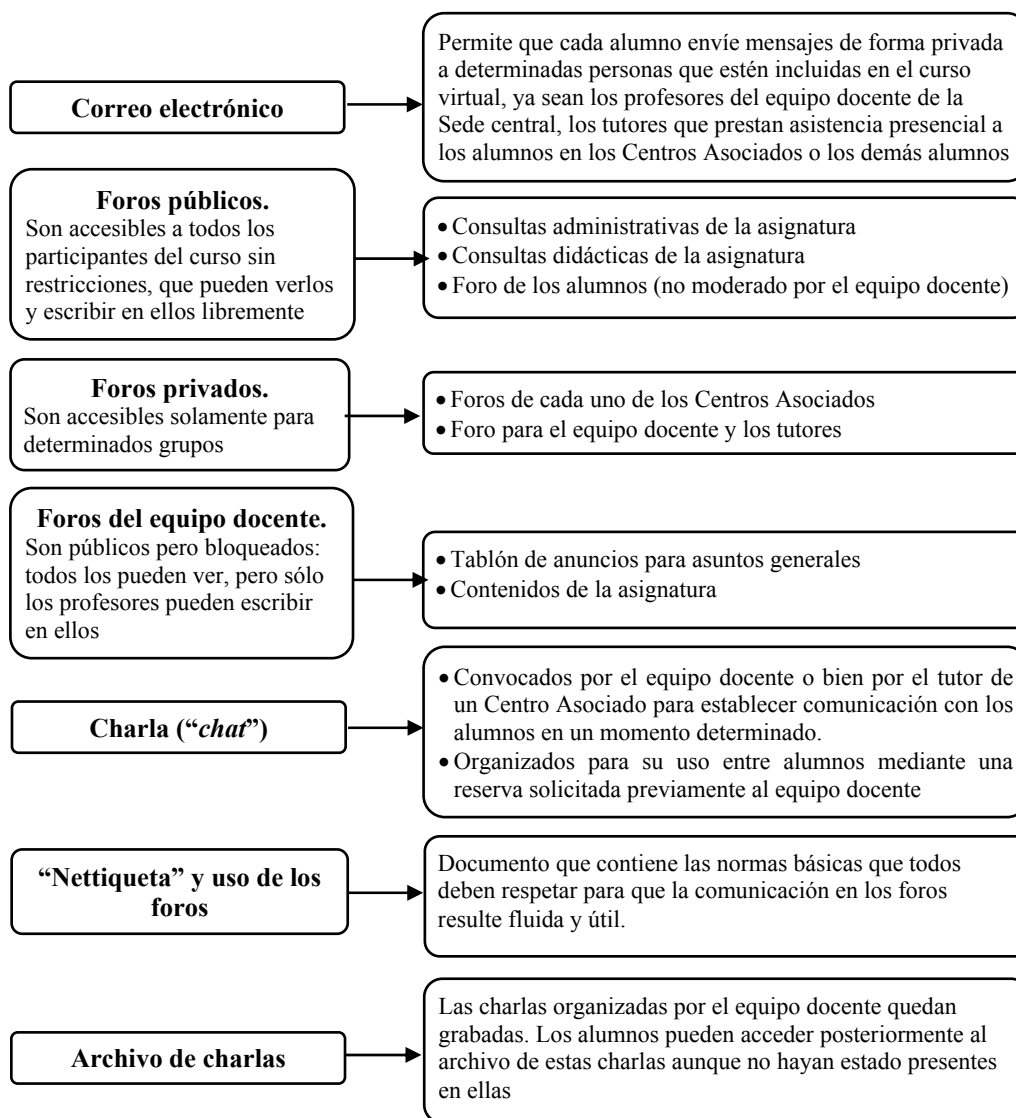 Correo electrónico
Permite que cada alumno envíe mensajes de forma privada
a determinadas personas que estén incluidas en el curso
virtual, ya sean los profesores del equipo docente de la
Sede central, los tutores que prestan asistencia presencial a
los alumnos en los Centros Asociados o los demás alumnos
Foros públicos.
Son accesibles a todos los
participantes del curso sin
restricciones, que pueden verlos
y escribir en ellos libremente
• Consultas administrativas de la asignatura
• Consultas didácticas de la asignatura
• Foro de los alumnos (no moderado por el equipo docente)
Foros privados.
Son accesibles solamente para
determinados grupos
• Foros de cada uno de los Centros Asociados
• Foro para el equipo docente y los tutores
Foros del equipo docente.
Son públicos pero bloqueados:
todos los pueden ver, pero sólo
los profesores pueden escribir
en ellos
• Tablón de anuncios para asuntos generales
• Contenidos de la asignatura
Charla (“chat”)
• Convocados por el equipo docente o bien por el tutor de
un Centro Asociado para establecer comunicación con los
alumnos en un momento determinado.
• Organizados para su uso entre alumnos mediante una
reserva solicitada previamente al equipo docente
“Nettiqueta” y uso de los
foros
Documento que contiene las normas básicas que todos
deben respetar para que la comunicación en los foros
resulte fluida y útil.
Archivo de charlas
Las charlas organizadas por el equipo docente quedan
grabadas. Los alumnos pueden acceder posteriormente al
archivo de estas charlas aunque no hayan estado presentes
en ellas